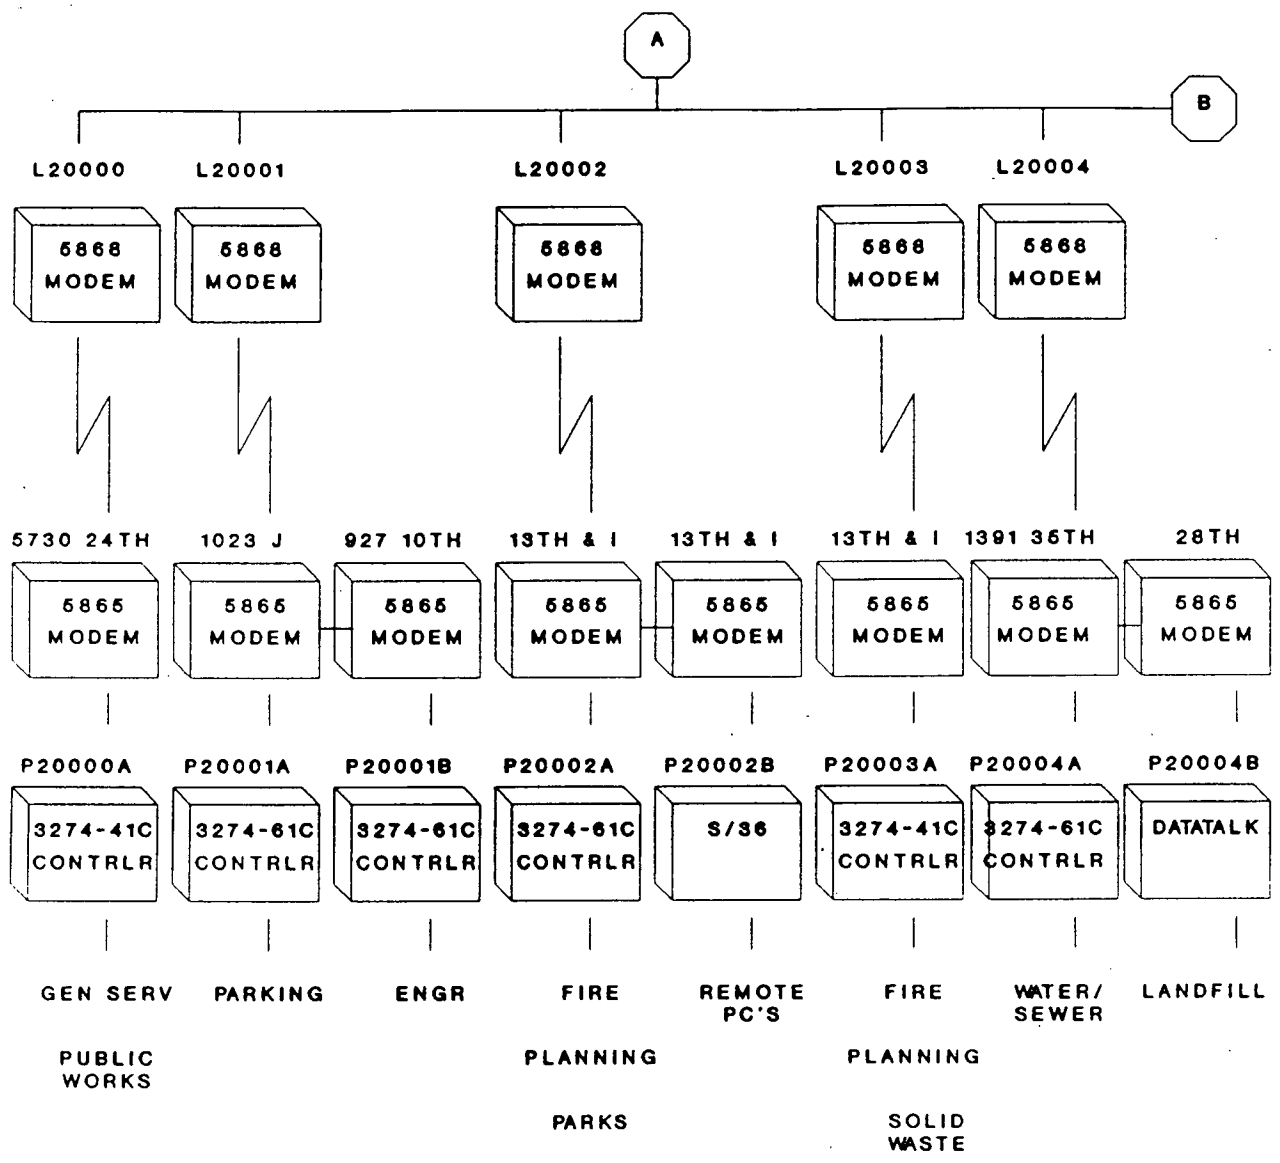 A
B
L20000 L20001 L20002 L20003 L20004
5868 5868 5868 5868 5868
MODEM MODEM MODEM MODEM MODEM
5730 24TH 1023 J 927 10TH 13TH & I 13TH & I 13TH & I 1391 35TH 28TH
5865 5865 5865 5865 5865 5865 5865 5865
MODEM MODEM MODEM MODEM MODEM MODEM MODEM MODEM
P20000A P20001A P20001B P20002A P20002B P20003A P20004A P20004B
3274-41C 3274-61C 3274-61C 3274-61C S/36 3274-41C 3274-61C DATATALK
CONTRLR CONTRLR CONTRLR CONTRLR CONTRLR CONTRLR
GEN SERV PARKING ENGR FIRE REMOTE FIRE WATER/ LANDFILL
PC'S SEWER
PUBLIC PLANNING PLANNING
WORKS
PARKS SOLID
WASTE